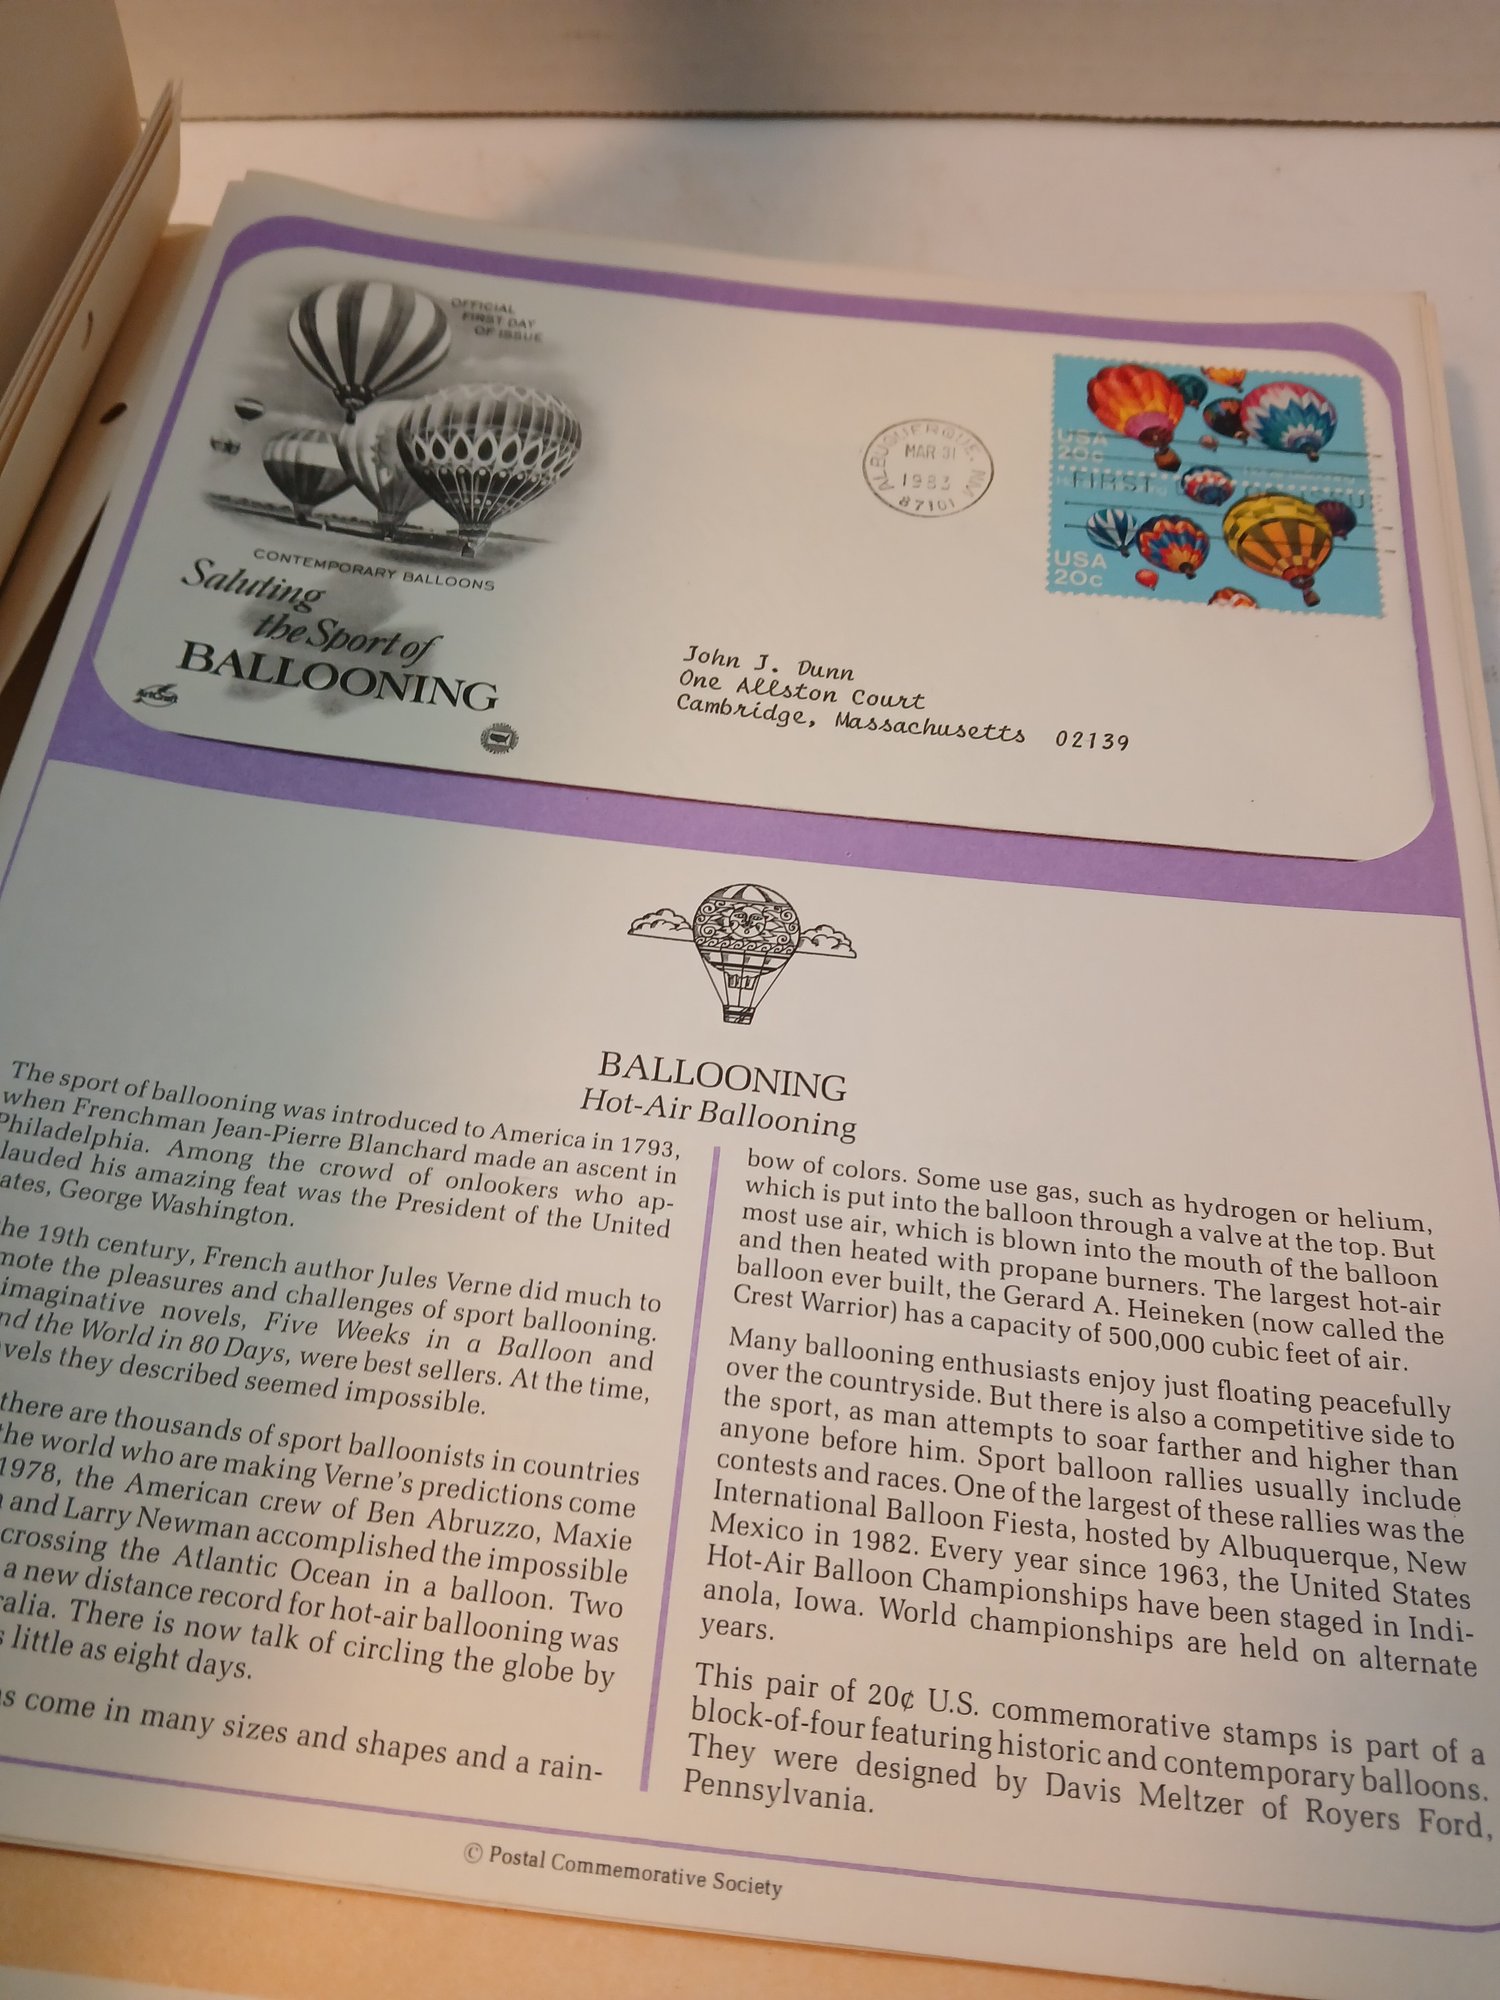 OFFICIAL
FIRST DAY
OF ISSUE
CONTEMPORARY BALLOONS
Saluting
the Sport of
BALLOONING
ArtCraft
ALBUQUERQUE, NM
MAR 31
1983
87101
USA
20c
FIRST
USA
20c
John J. Dunn
One Allston Court
Cambridge, Massachusetts 02139
BALLOONING
Hot-Air Ballooning
The sport of ballooning was introduced to America in 1793,
when Frenchman Jean-Pierre Blanchard made an ascent in
Philadelphia. Among the crowd of onlookers who ap-
lauded his amazing feat was the President of the United
ates, George Washington.
he 19th century, French author Jules Verne did much to
mote the pleasures and challenges of sport ballooning.
imaginative novels, Five Weeks in a Balloon and
nd the World in 80 Days, were best sellers. At the time,
vels they described seemed impossible.
there are thousands of sport balloonists in countries
the world who are making Verne's predictions come
1978, the American crew of Ben Abruzzo, Maxie
and Larry Newman accomplished the impossible
crossing the Atlantic Ocean in a balloon. Two
a new distance record for hot-air ballooning was
alia. There is now talk of circling the globe by
s little as eight days.
s come in many sizes and shapes and a rain-
bow of colors. Some use gas, such as hydrogen or helium,
which is put into the balloon through a valve at the top. But
most use air, which is blown into the mouth of the balloon
and then heated with propane burners. The largest hot-air
balloon ever built, the Gerard A. Heineken (now called the
Crest Warrior) has a capacity of 500,000 cubic feet of air.
Many ballooning enthusiasts enjoy just floating peacefully
over the countryside. But there is also a competitive side to
the sport, as man attempts to soar farther and higher than
anyone before him. Sport balloon rallies usually include
contests and races. One of the largest of these rallies was the
International Balloon Fiesta, hosted by Albuquerque, New
Mexico in 1982. Every year since 1963, the United States
Hot-Air Balloon Championships have been staged in Indi-
anola, Iowa. World championships are held on alternate
years.
This pair of 20¢ U.S. commemorative stamps is part of a
block-of-four featuring historic and contemporary balloons.
They were designed by Davis Meltzer of Royers Ford,
Pennsylvania.
© Postal Commemorative Society